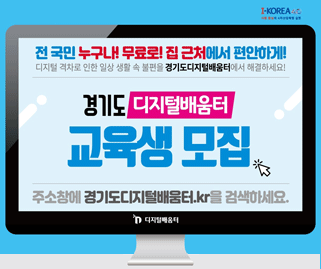 I-KOREA 4.0
전 국민 누구나! 무료로! 집 근처에서 편안하게!
디지털 격차로 인한 일상 생활 속 불편을 경기도디지털배움터에서 해결하세요!
경기도 디지털배움터
교육생 모집
주소창에 경기도디지털배움터.kr을 검색하세요.
디지털배움터